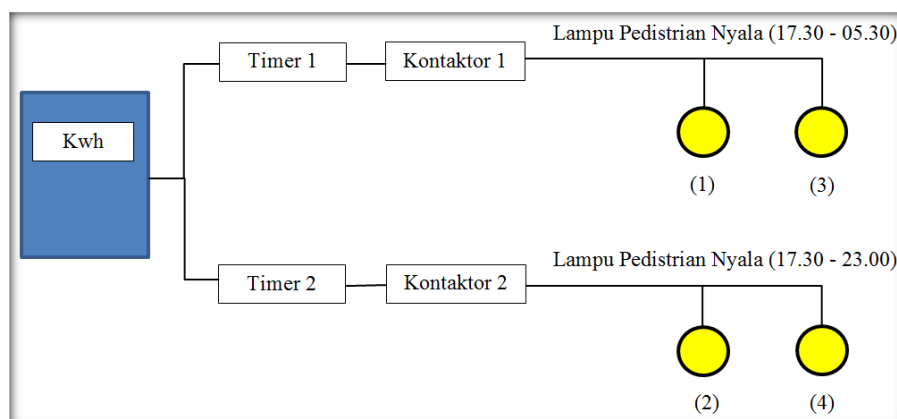 Lampu Pedistrian Nyala (17.30 - 05.30)
Timer 1
Kontaktor 1
Kwh
(1)
(3)
Lampu Pedistrian Nyala (17.30 - 23.00)
Timer 2
Kontaktor 2
(2)
(4)